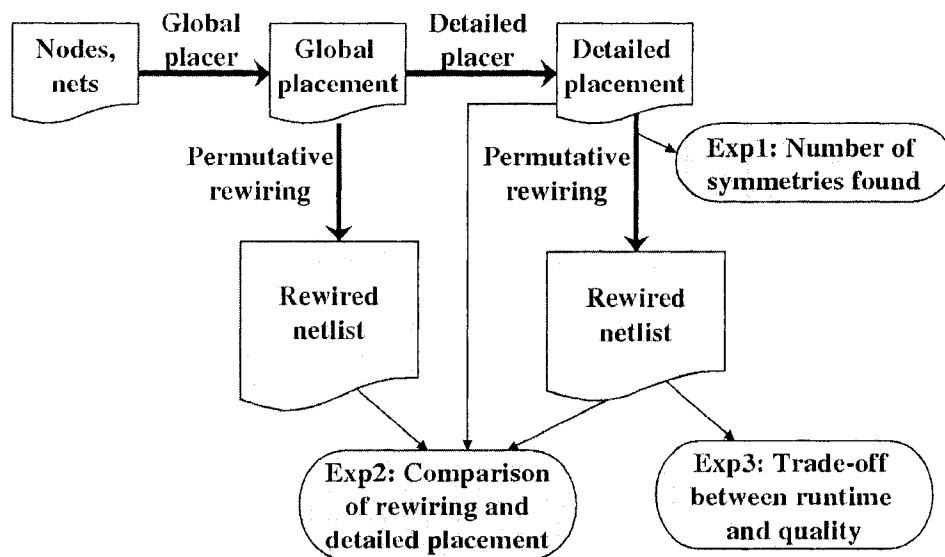 Nodes,
nets
Global
placer
Global
placement
Detailed
placer
Detailed
placement
Permutative
rewiring
Permutative
rewiring
Exp1: Number of
symmetries found
Rewired
netlist
Rewired
netlist
Exp2: Comparison
of rewiring and
detailed placement
Exp3: Trade-off
between runtime
and quality